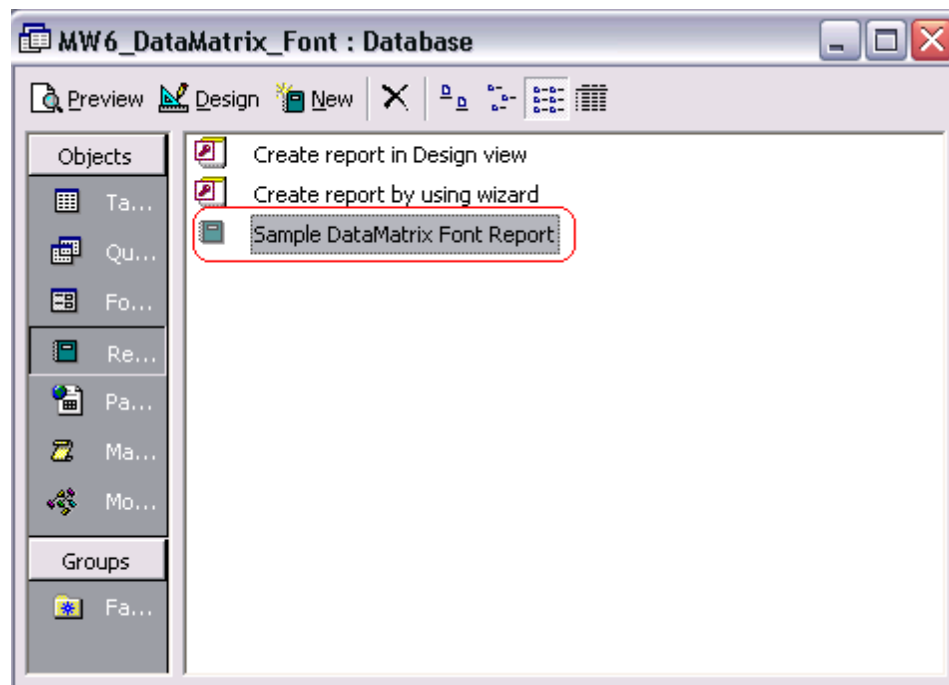 MW6_DataMatrix_Font : Database
Preview Design New
Objects
Ta...
Qu...
Fo...
Re...
Pa...
Ma...
Mo...
Groups
Fa...
Create report in Design view
Create report by using wizard
Sample DataMatrix Font Report